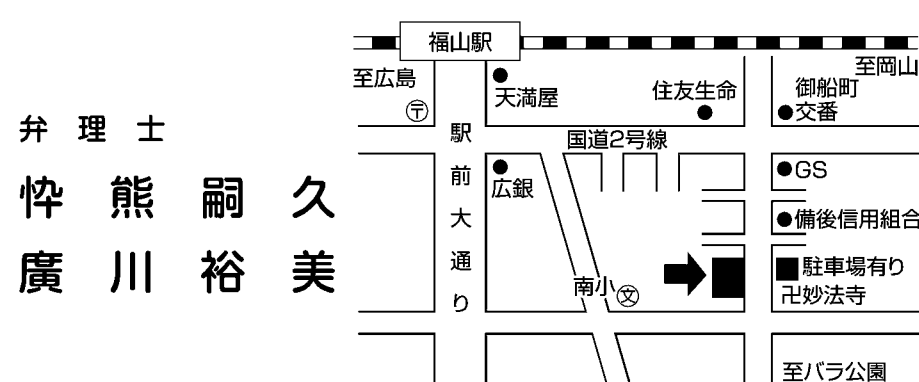 弁理士
忰熊嗣久
廣川裕美
福山駅
至広島
至岡山
〒
天満屋
住友生命
御船町
交番
駅前大通り
国道2号線
広銀
GS
備後信用組合
南小
文
駐車場有り
卍妙法寺
至バラ公園